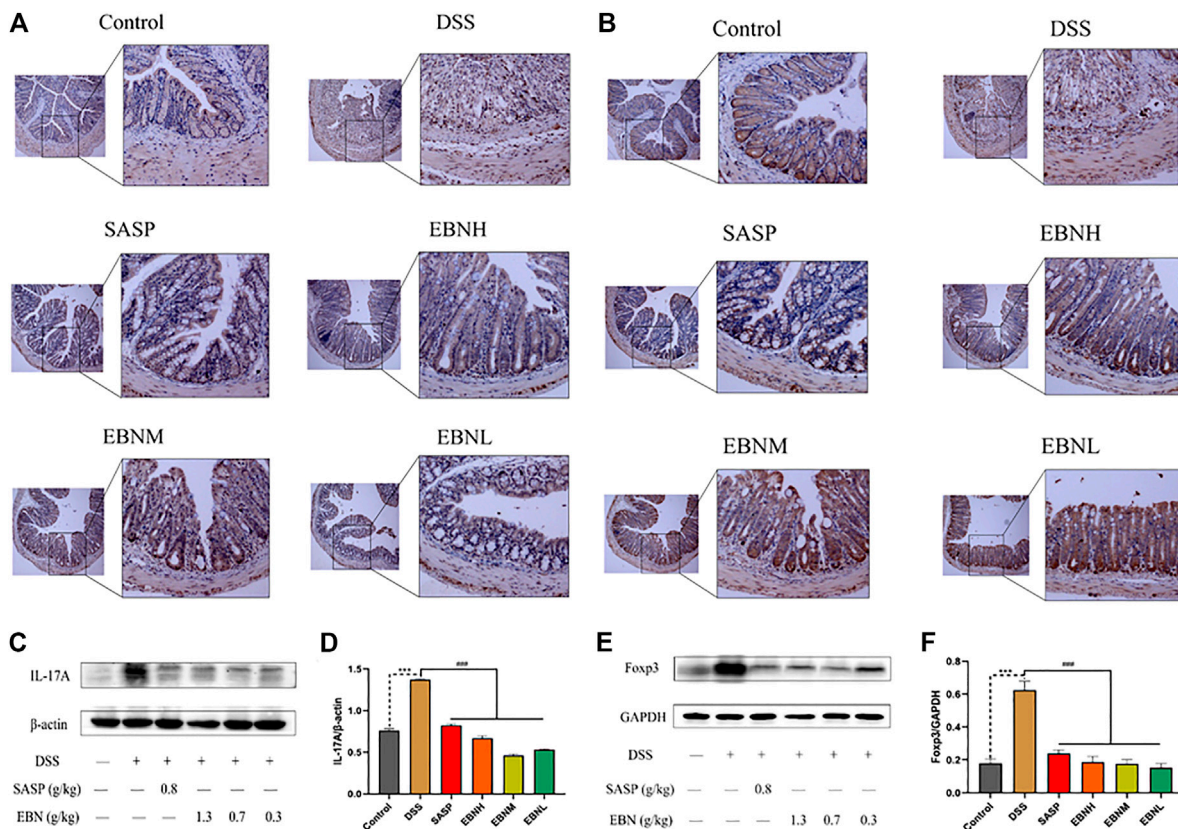 A
B
Control
DSS
Control
DSS
SASP
EBNH
SASP
EBNH
EBNM
EBNL
EBNM
EBNL
C
D
E
F
IL-17A
β-actin
DSS — + + + + +
SASP (g/kg) — — 0.8 — — —
EBN (g/kg) — — — 1.3 0.7 0.3
IL-17A/β-actin
1.5
1.0
0.5
0.0
***
###
Control DSS SASP EBNH EBNM EBNL
Foxp3
GAPDH
DSS — + + + + +
SASP (g/kg) — — 0.8 — — —
EBN (g/kg) — — — 1.3 0.7 0.3
Foxp3/GAPDH
0.8
0.6
0.4
0.2
0.0
***
###
Control DSS SASP EBNH EBNM EBNL